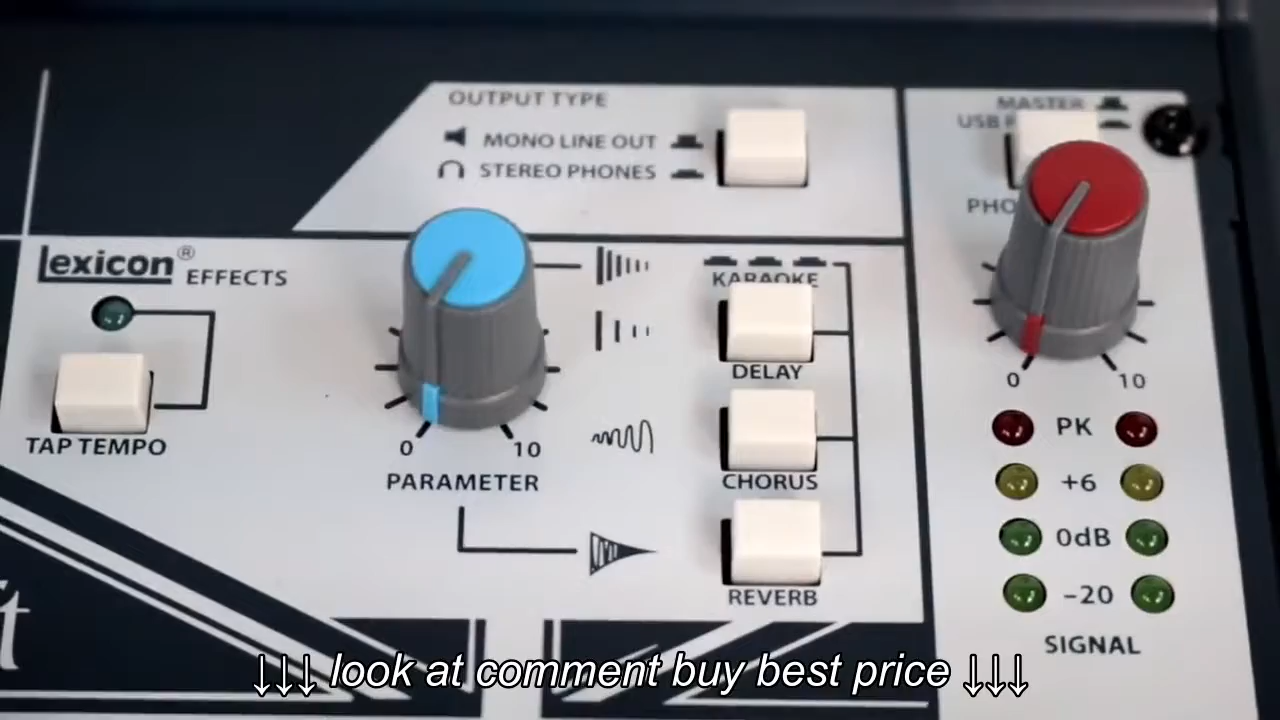 OUTPUT TYPE
MONO LINE OUT
STEREO PHONES
MASTER
USB
lexicon® EFFECTS
TAP TEMPO
0 10
PARAMETER
KARAOKE
DELAY
CHORUS
REVERB
0 10
PK
+6
0dB
-20
SIGNAL
↓↓↓ look at comment buy best price ↓↓↓